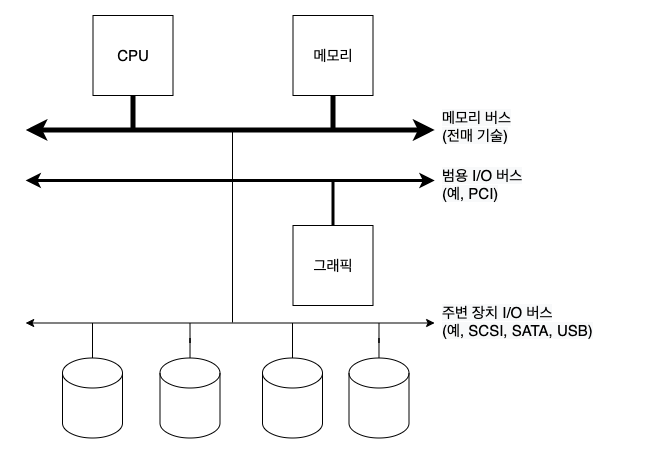 CPU
메모리
메모리 버스
(전매 기술)
범용 I/O 버스
(예, PCI)
그래픽
주변 장치 I/O 버스
(예, SCSI, SATA, USB)